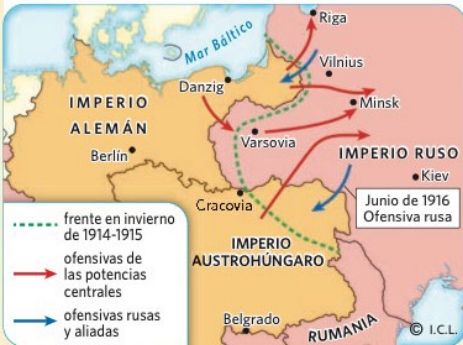 Riga
Mar Báltico
Vilnius
Danzig
Minsk
IMPERIO
ALEMÁN
Varsovia
Berlín
IMPERIO RUSO
Kiev
Cracovia
Junio de 1916
Ofensiva rusa
frente en invierno
de 1914-1915
IMPERIO
AUSTROHÚNGARO
ofensivas de
las potencias
centrales
ofensivas rusas
y aliadas
Belgrado
RUMANIA
© I.C.L.